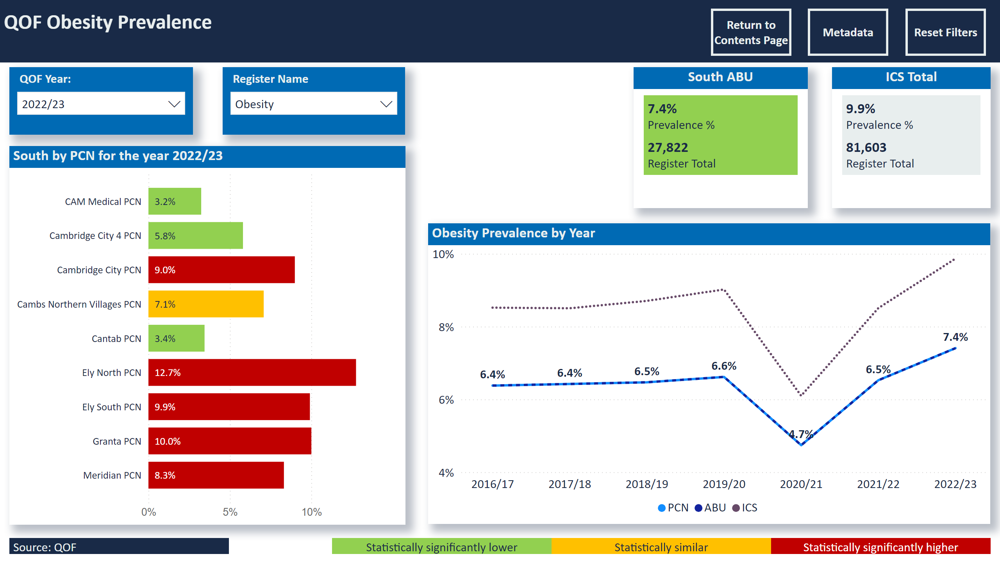 QOF Obesity Prevalence
Return to
Contents Page
Metadata
Reset Filters
QOF Year:
2022/23
Register Name
Obesity
South ABU
7.4%
Prevalence %
27,822
Register Total
ICS Total
9.9%
Prevalence %
81,603
Register Total
South by PCN for the year 2022/23
CAM Medical PCN 3.2%
Cambridge City 4 PCN 5.8%
Cambridge City PCN 9.0%
Cambs Northern Villages PCN 7.1%
Cantab PCN 3.4%
Ely North PCN 12.7%
Ely South PCN 9.9%
Granta PCN 10.0%
Meridian PCN 8.3%
0% 5% 10%
Obesity Prevalence by Year
10%
8%
6%
4%
6.4% 6.4% 6.5% 6.6% 4.7% 6.5% 7.4%
2016/17 2017/18 2018/19 2019/20 2020/21 2021/22 2022/23
PCN ABU ICS
Source: QOF
Statistically significantly lower
Statistically similar
Statistically significantly higher